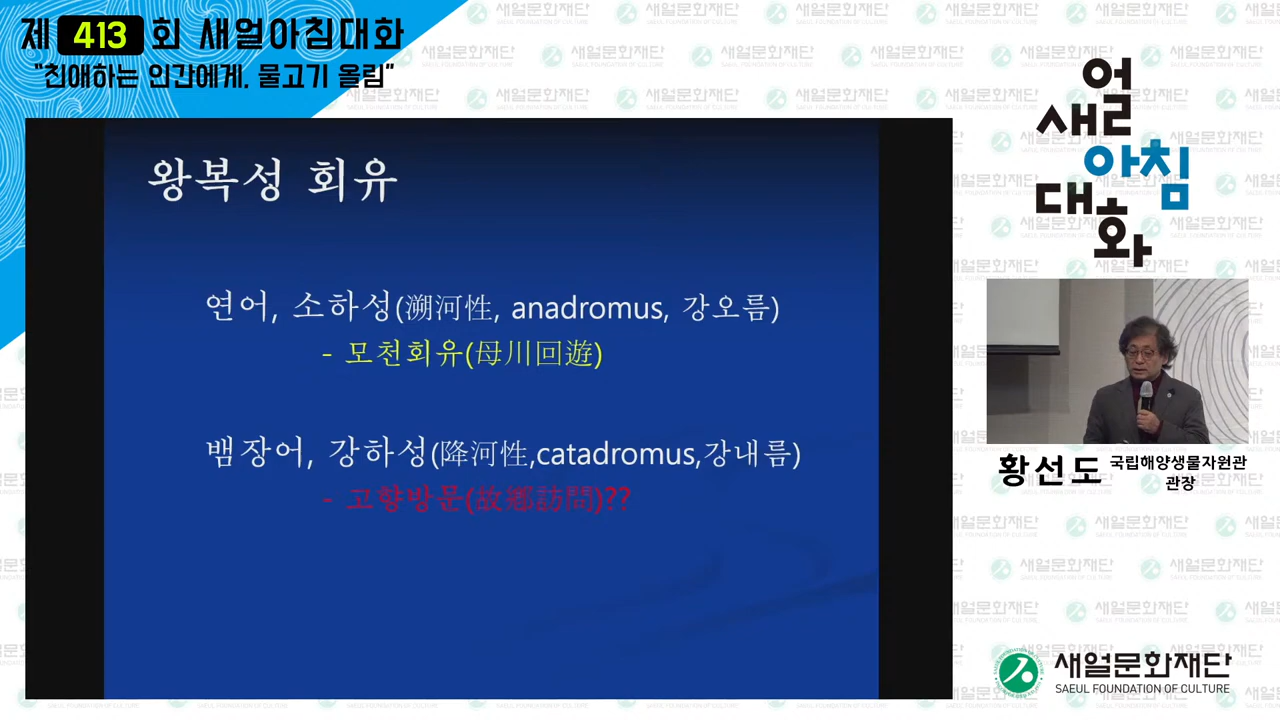 제 413 회 새얼아침대화
"친애하는 인간에게, 물고기 올림"
왕복성 회유
연어, 소하성(溯河性, anadromus, 강오름)
- 모천회유(母川回遊)
뱀장어, 강하성(降河性,catadromus,강내름)
- 고향방문(故鄕訪問)??
새얼
아침
대화
황선도 국립해양생물자원관
관장
새얼문화재단
SAEUL FOUNDATION OF CULTURE